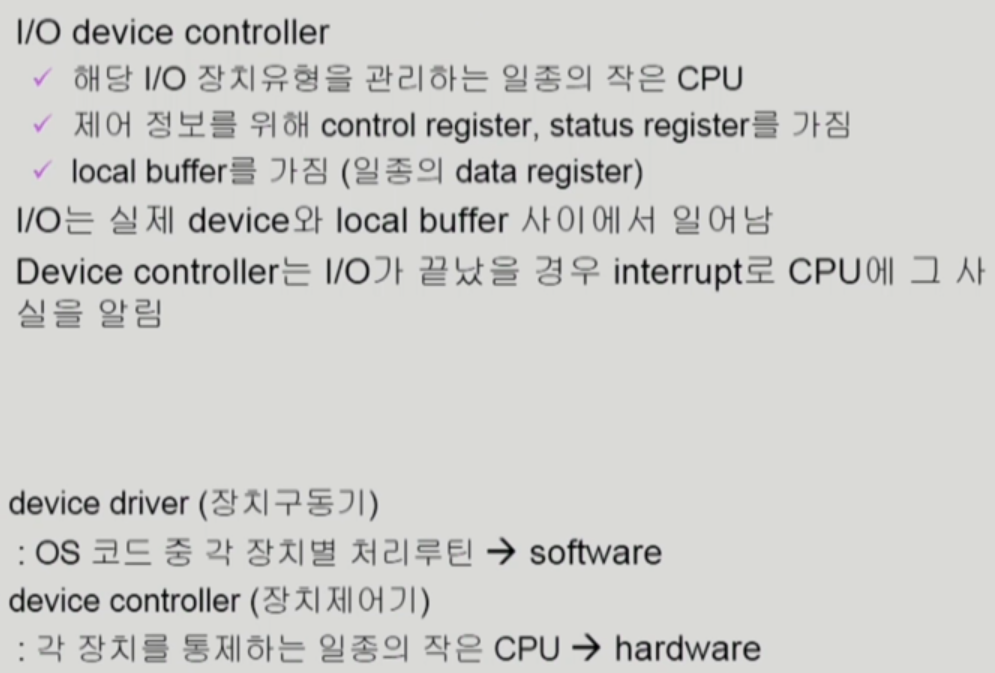 I/O device controller
✓ 해당 I/O 장치유형을 관리하는 일종의 작은 CPU
✓ 제어 정보를 위해 control register, status register를 가짐
✓ local buffer를 가짐 (일종의 data register)
I/O는 실제 device와 local buffer 사이에서 일어남
Device controller는 I/O가 끝났을 경우 interrupt로 CPU에 그 사
실을 알림
device driver (장치구동기)
: OS 코드 중 각 장치별 처리루틴 → software
device controller (장치제어기)
: 각 장치를 통제하는 일종의 작은 CPU → hardware